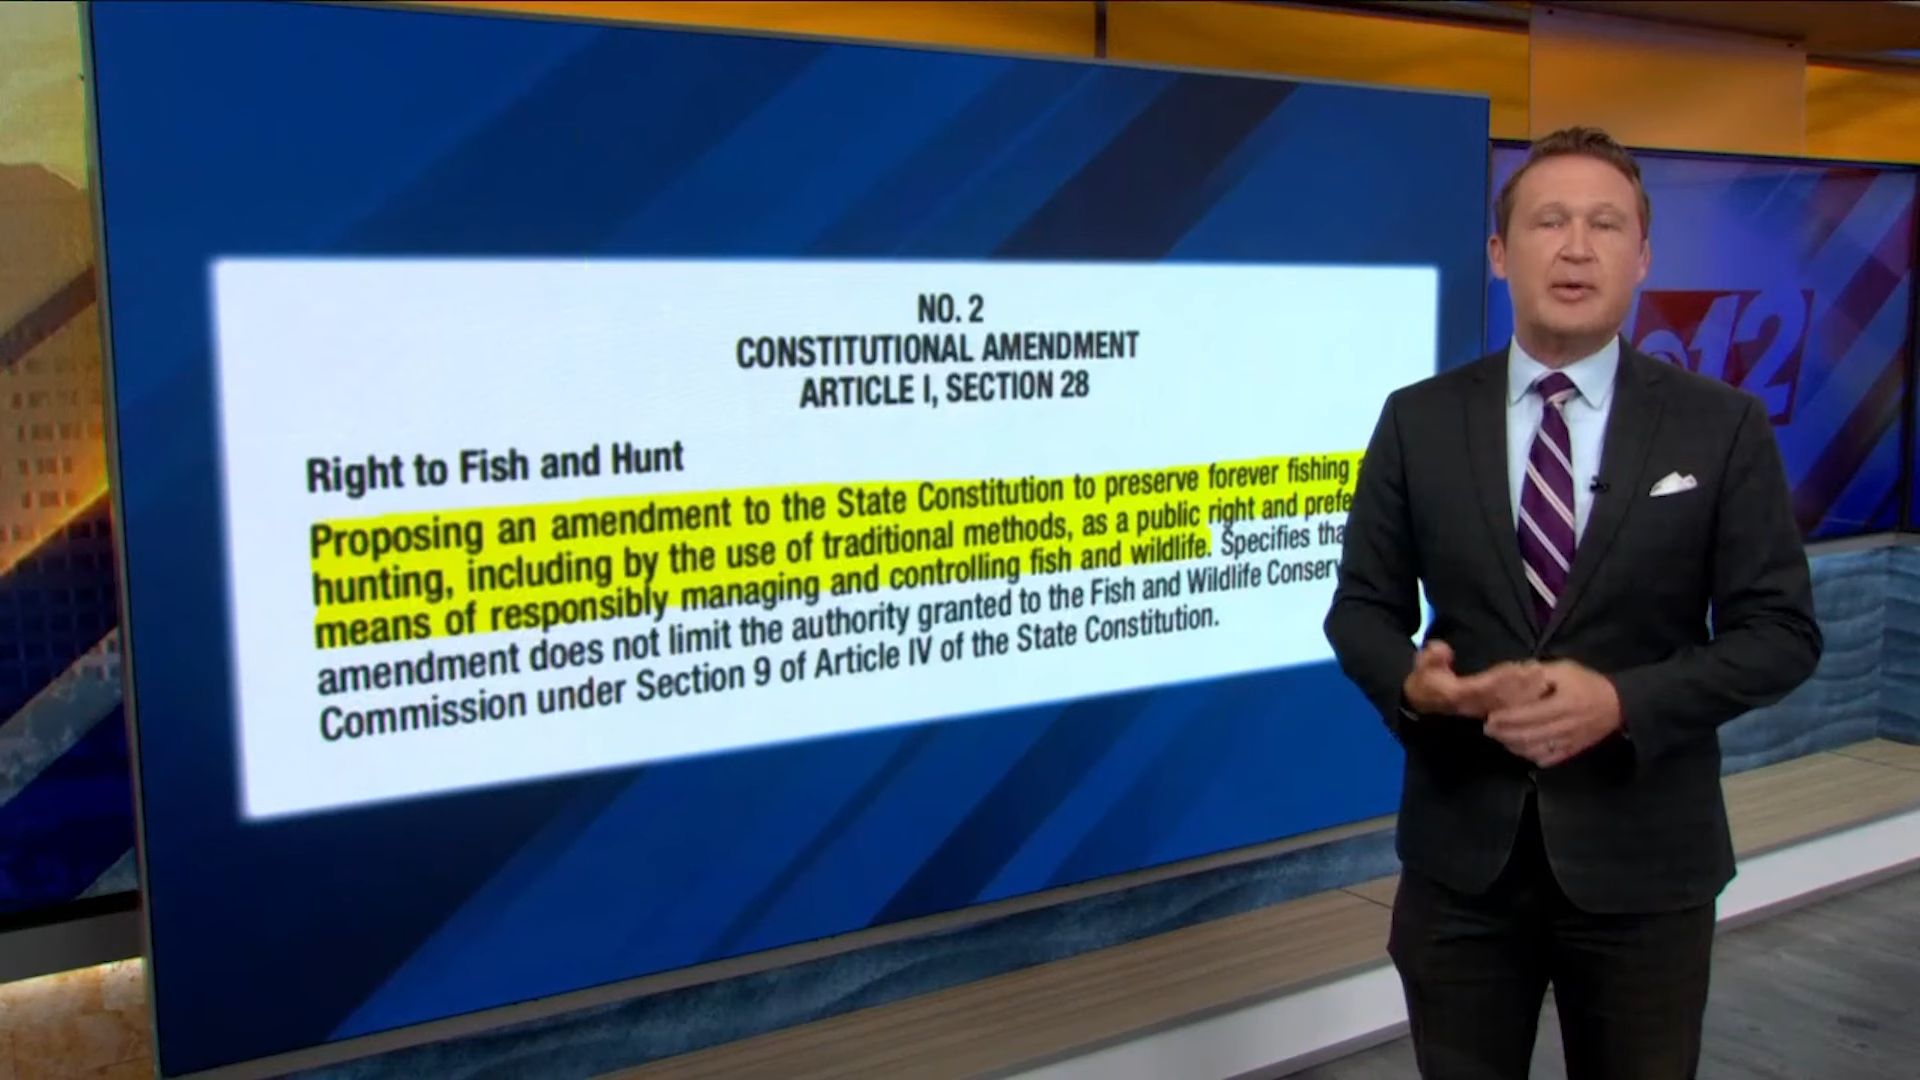 NO. 2
CONSTITUTIONAL AMENDMENT
ARTICLE I, SECTION 28
Right to Fish and Hunt
Proposing an amendment to the State Constitution to preserve forever fishing
hunting, including by the use of traditional methods, as a public right and
means of responsibly managing and controlling fish and wildlife. Specifies
amendment does not limit the authority granted to the Fish and Wildlife
Commission under Section 9 of Article IV of the State Constitution.
12